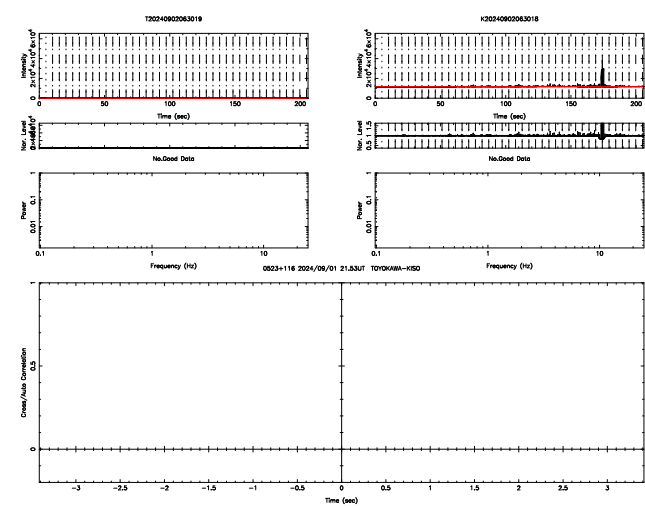 T20240902063019 K20240902063018
Intensity 0 2×10⁴ 4×10⁴ 6×10⁴
0 50 100 150 200
Time (sec)
Intensity 0 2×10⁴ 4×10⁴ 6×10⁴
0 50 100 150 200
Time (sec)
Nor. Level
Nor. Level 0.5 1 1.5
No.Good Data No.Good Data
Power 0.01 0.1 1
0.1 1 10
Frequency (Hz)
Power 0.01 0.1 1
0.1 1 10
Frequency (Hz)
0523+116 2024/09/01 21.53UT TOYOKAWA-KISO
Cross/Auto Correlation 0 0.5 1
-3 -2.5 -2 -1.5 -1 -0.5 0 0.5 1 1.5 2 2.5 3
Time (sec)